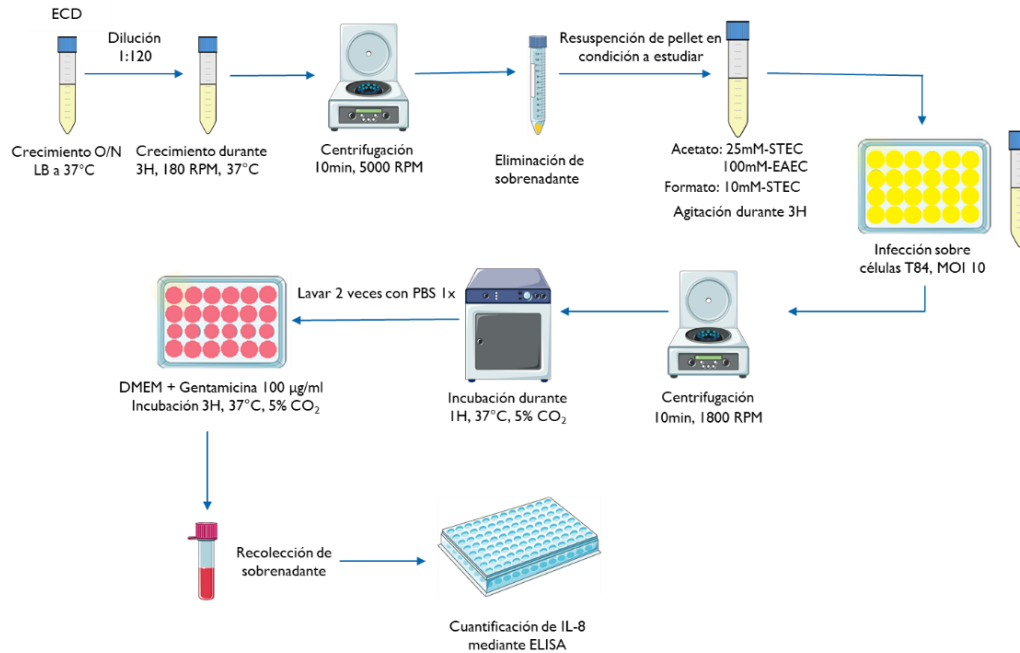 ECD
Dilución
1:120
Crecimiento O/N
LB a 37°C
Crecimiento durante
3H, 180 RPM, 37°C
Centrifugación
10min, 5000 RPM
Eliminación de
sobrenadante
Resuspención de pellet en
condición a estudiar
Acetato: 25mM-STEC
100mM-EAEC
Formato: 10mM-STEC
Agitación durante 3H
Infección sobre
células T84, MOI 10
Centrifugación
10min, 1800 RPM
Incubación durante
1H, 37°C, 5% CO₂
Lavar 2 veces con PBS 1x
DMEM + Gentamicina 100 µg/ml
Incubación 3H, 37°C, 5% CO₂
Recolección de
sobrenadante
Cuantificación de IL-8
mediante ELISA